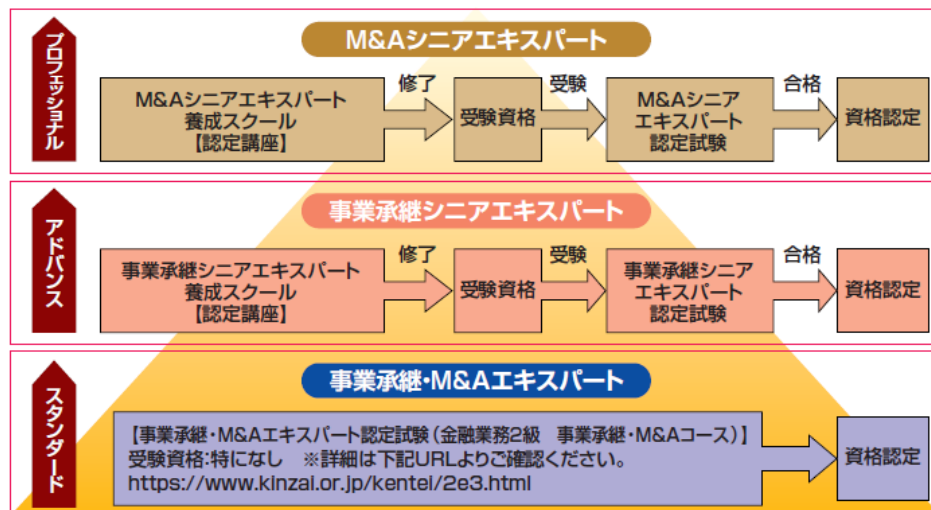 プロフェッショナル
M&Aシニアエキスパート
M&Aシニアエキスパート
養成スクール
【認定講座】
修了
受験資格
受験
M&Aシニア
エキスパート
認定試験
合格
資格認定
アドバンス
事業承継シニアエキスパート
事業承継シニアエキスパート
養成スクール
【認定講座】
修了
受験資格
受験
事業承継シニア
エキスパート
認定試験
合格
資格認定
スタンダード
事業承継・M&Aエキスパート
【事業承継・M&Aエキスパート認定試験(金融業務2級 事業承継・M&Aコース)】
受験資格:特になし ※詳細は下記URLよりご確認ください。
https://www.kinzai.or.jp/kentei/2e3.html
資格認定